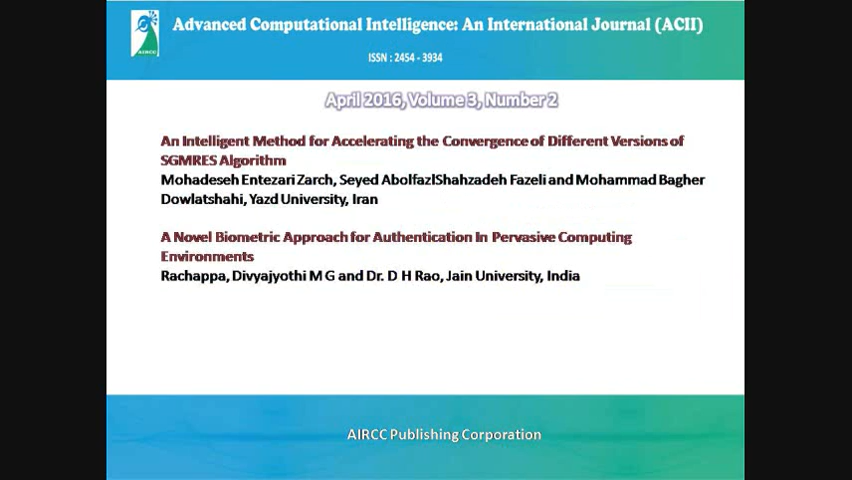 Advanced Computational Intelligence: An International Journal (ACII)
AIRCC
ISSN : 2454 - 3934
April 2016, Volume 3, Number 2
An Intelligent Method for Accelerating the Convergence of Different Versions of
SGMRES Algorithm
Mohadeseh Entezari Zarch, Seyed AbolfazlShahzadeh Fazeli and Mohammad Bagher
Dowlatshahi, Yazd University, Iran
A Novel Biometric Approach for Authentication In Pervasive Computing
Environments
Rachappa, Divyajyothi M G and Dr. D H Rao, Jain University, India
AIRCC Publishing Corporation